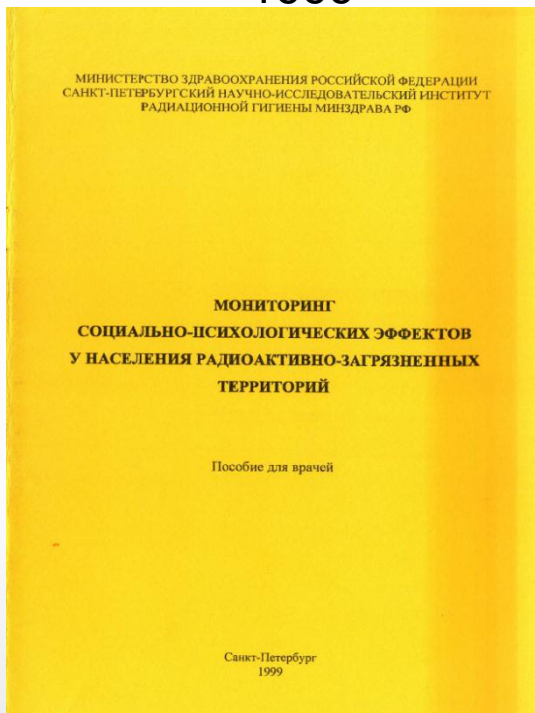 МИНИСТЕРСТВО ЗДРАВООХРАНЕНИЯ РОССИЙСКОЙ ФЕДЕРАЦИИ
САНКТ-ПЕТЕРБУРГСКИЙ НАУЧНО-ИССЛЕДОВАТЕЛЬСКИЙ ИНСТИТУТ
РАДИАЦИОННОЙ ГИГИЕНЫ МИНЗДРАВА РФ
МОНИТОРИНГ
СОЦИАЛЬНО-ПСИХОЛОГИЧЕСКИХ ЭФФЕКТОВ
У НАСЕЛЕНИЯ РАДИОАКТИВНО-ЗАГРЯЗНЕННЫХ
ТЕРРИТОРИЙ
Пособие для врачей
Санкт-Петербург
1999